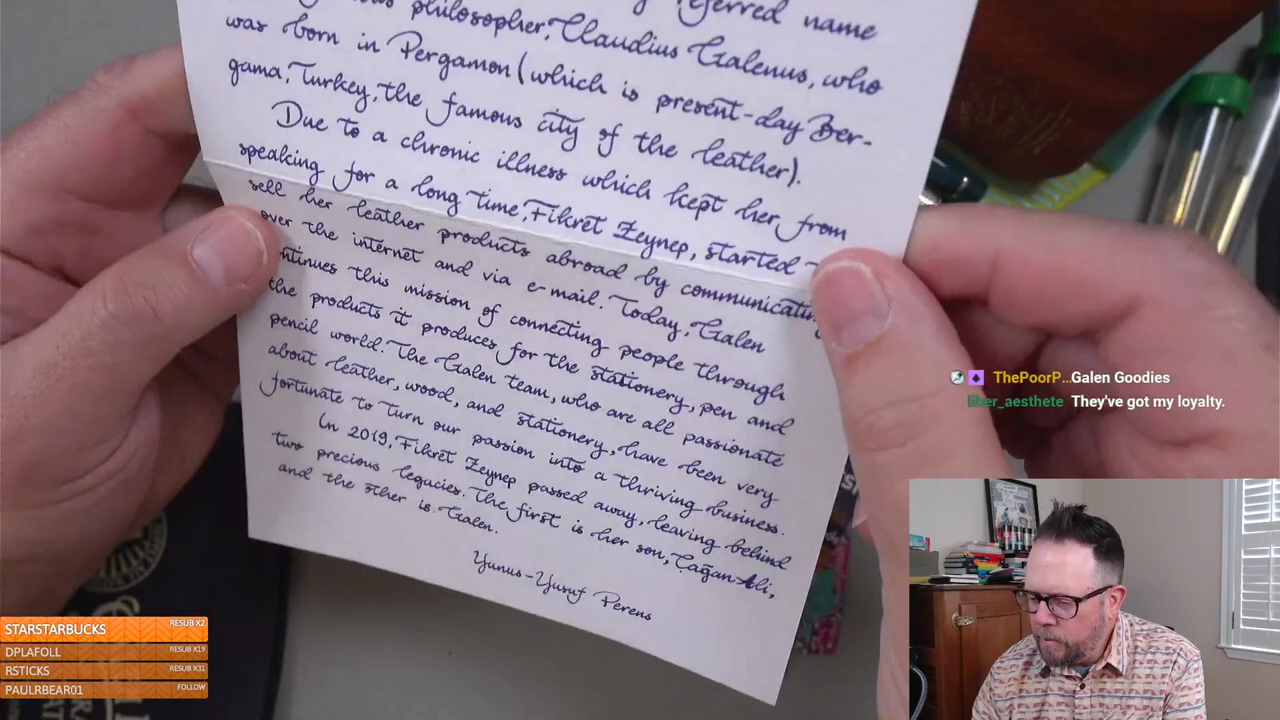 referred name
philosopher, Claudius Galenus, who
was born in Pergamon (which is present-day Ber-
gama, Turkey, the famous city of the leather).
Due to a chronic illness which kept her from
speaking for a long time, Fikret Zeynep, started
sell her leather products abroad by communicatin
over the internet and via e-mail. Today, Galen
ntinues this mission of connecting people through
the products it produces for the stationery, pen and
pencil world. The Galen team, who are all passionate
about leather, wood, and stationery, have been very
fortunate to turn our passion into a thriving business.
In 2019, Fikret Zeynep passed away, leaving behind
two precious legacies. The first is her son, Çağan Ali,
and the other is Galen.
Yunus-Yusuf Perens
ThePoorP... Galen Goodies
liber_aesthete They've got my loyalty.
STARSTARBUCKS RESUB X2
DPLAFOLL RESUB X19
RSTICKS RESUB X31
PAULRBEAR01 FOLLOW